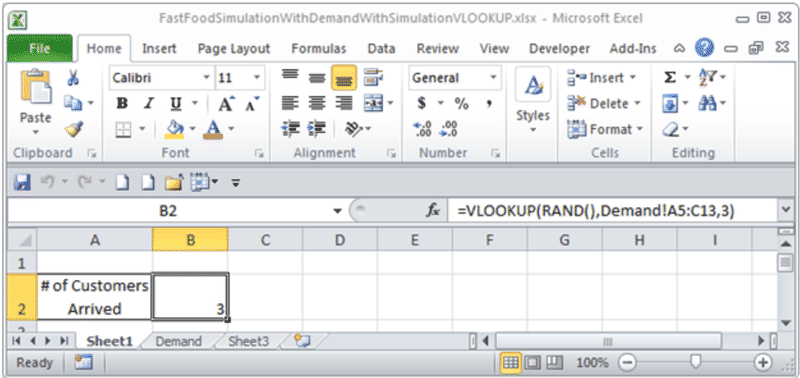 FastFoodSimulationWithDemandWithSimulationVLOOKUP.xlsx - Microsoft Excel
File Home Insert Page Layout Formulas Data Review View Developer Add-Ins
Calibri 11 General Insert Σ
Paste B I U A A $ % , Styles Delete
A .00 .00 Format
Clipboard Font Alignment Number Cells Editing
B2 fx =VLOOKUP(RAND(),Demand!A5:C13,3)
A B C D E F G H I
1
# of Customers
2 Arrived 3
Sheet1 Demand Sheet3
Ready 100%